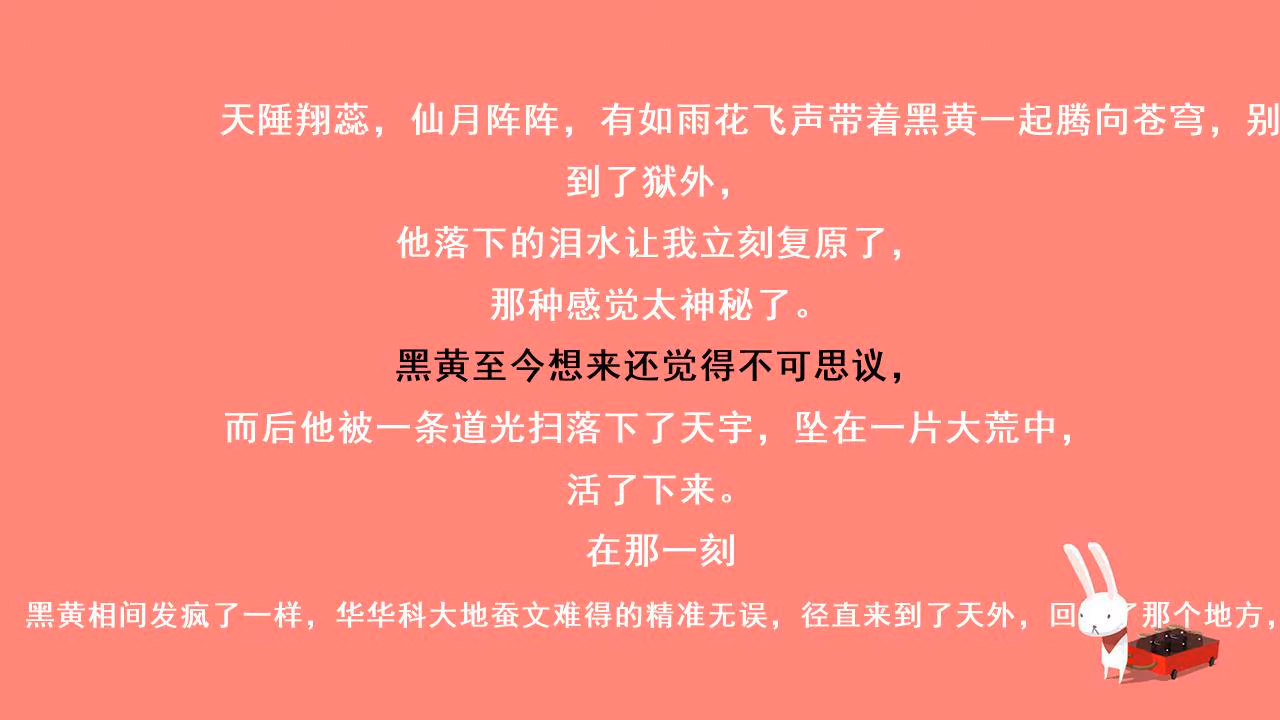 天陲翔蕊，仙月阵阵，有如雨花飞声带着黑黄一起腾向苍穹，别
到了狱外，
他落下的泪水让我立刻复原了，
那种感觉太神秘了。
黑黄至今想来还觉得不可思议，
而后他被一条道光扫落下了天宇，坠在一片大荒中，
活了下来。
在那一刻
黑黄相间发疯了一样，华华科大地蚕文难得的精准无误，径直来到了天外，回了那个地方，